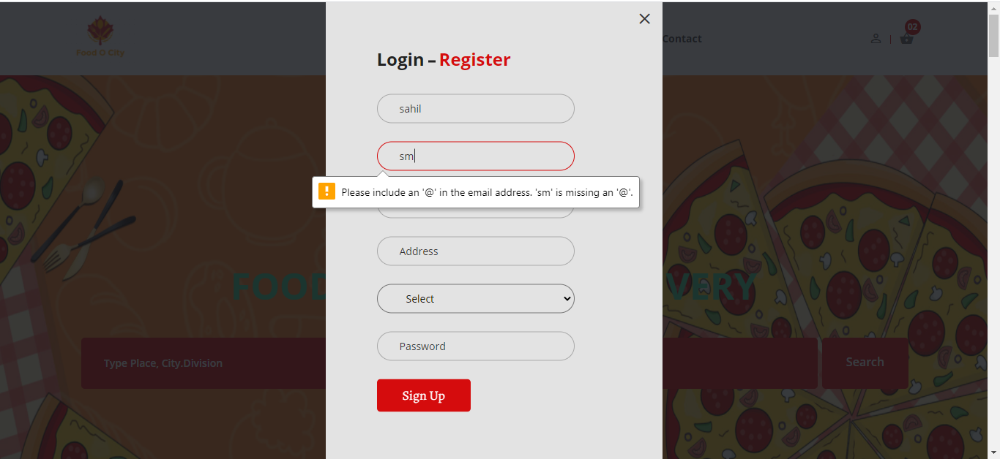 Food O City
Contact
02
Login – Register
sahil
sm
Please include an '@' in the email address. 'sm' is missing an '@'.
Address
FOOD
VERY
Select
Password
Type Place, City.Division
Search
Sign Up